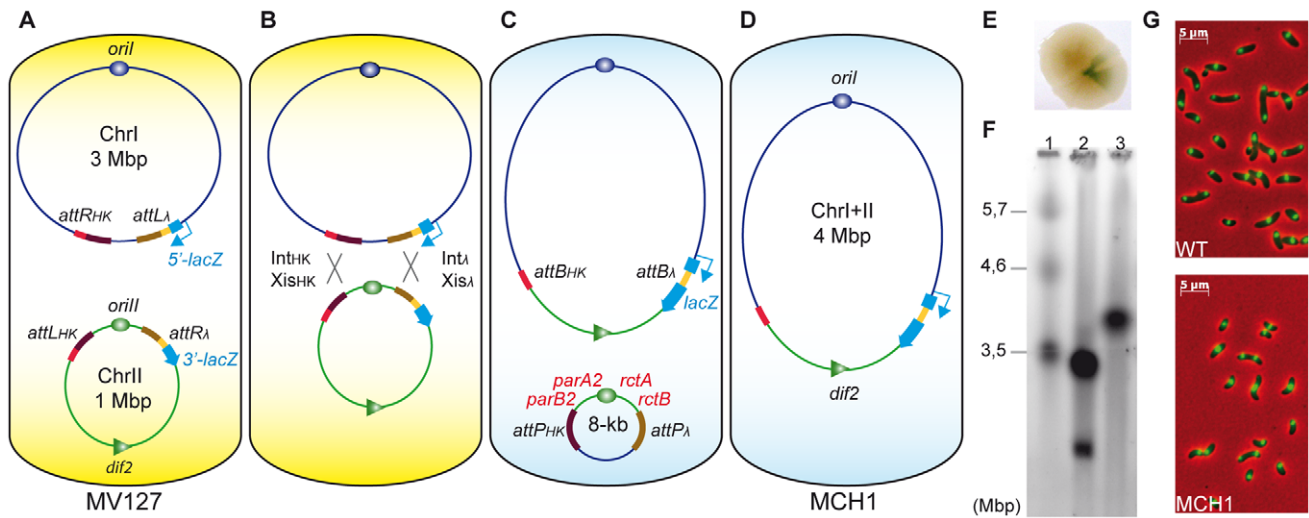 A
oriI
ChrI
3 Mbp
attRHK
attLλ
5'-lacZ
oriII
attLHK
attRλ
3'-lacZ
ChrII
1 Mbp
dif2
MV127
B
IntHK
XisHK
Intλ
Xisλ
C
attBHK
attBλ
lacZ
parA2
rctA
parB2
rctB
attPHK
8-kb
attPλ
D
oriI
ChrI+II
4 Mbp
dif2
MCH1
E
F
1 2 3
5,7
4,6
3,5
(Mbp)
G
5 µm
WT
5 µm
MCH1